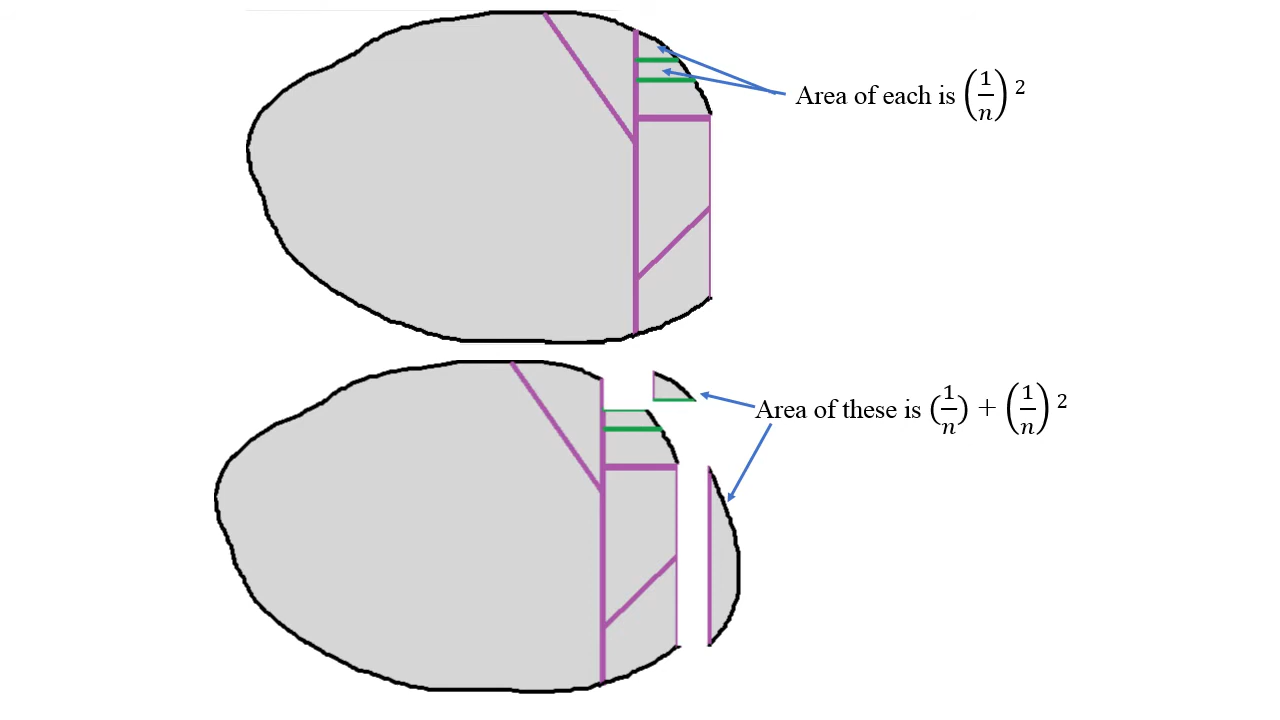 Area of each is (1/n) 2
Area of these is (1/n) + (1/n) 2